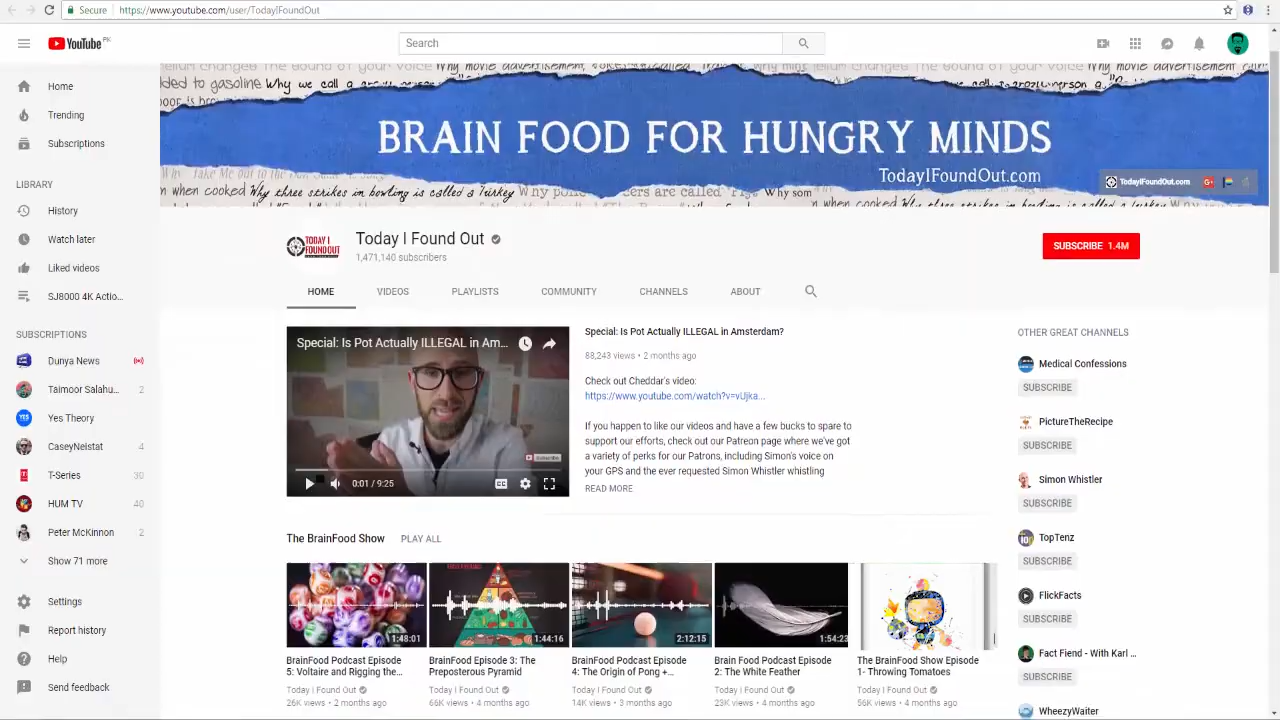 Secure https://www.youtube.com/user/TodayIFoundOut
YouTube PK
Search
Home
Trending
Subscriptions
LIBRARY
History
Watch later
Liked videos
SJ8000 4K Actio...
SUBSCRIPTIONS
Dunya News
Taimoor Salahu... 2
Yes Theory
CaseyNeistat 4
T-Series 30
HUM TV 40
Peter McKinnon 2
Show 71 more
Settings
Report history
Help
Send feedback
BRAIN FOOD FOR HUNGRY MINDS
TodayIFoundOut.com
when cooked Why three strikes in bowling is called a Turkey
TodayIFoundOut.com
TODAY I FOUND OUT
Today I Found Out
1,471,140 subscribers
SUBSCRIBE 1.4M
HOME VIDEOS PLAYLISTS COMMUNITY CHANNELS ABOUT
Special: Is Pot Actually ILLEGAL in Am...
Subscribe
0:01 / 9:25
Special: Is Pot Actually ILLEGAL in Amsterdam?
88,243 views • 2 months ago
Check out Cheddar's video:
https://www.youtube.com/watch?v=vUjka...
If you happen to like our videos and have a few bucks to spare to
support our efforts, check out our Patreon page where we've got
a variety of perks for our Patrons, including Simon's voice on
your GPS and the ever requested Simon Whistler whistling
READ MORE
The BrainFood Show PLAY ALL
1:48:01
BrainFood Podcast Episode
5: Voltaire and Rigging the...
Today I Found Out
26K views • 2 months ago
1:44:16
BrainFood Episode 3: The
Preposterous Pyramid
Today I Found Out
66K views • 4 months ago
2:12:15
BrainFood Podcast Episode
4: The Origin of Pong +...
Today I Found Out
14K views • 3 months ago
1:54:23
Brain Food Podcast Episode
2: The White Feather
Today I Found Out
23K views • 4 months ago
The BrainFood Show Episode
1- Throwing Tomatoes
Today I Found Out
56K views • 4 months ago
OTHER GREAT CHANNELS
Medical Confessions
SUBSCRIBE
PictureTheRecipe
SUBSCRIBE
Simon Whistler
SUBSCRIBE
TopTenz
SUBSCRIBE
FlickFacts
SUBSCRIBE
Fact Fiend - With Karl ...
SUBSCRIBE
WheezyWaiter